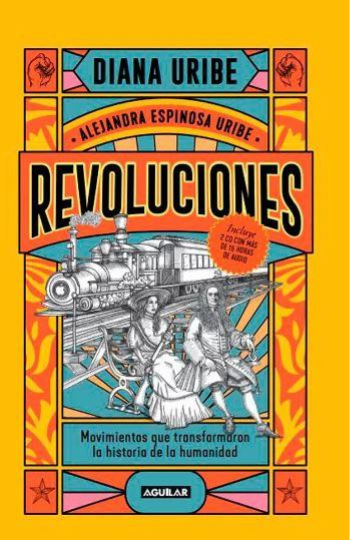 DIANA URIBE
ALEJANDRA ESPINOSA URIBE
REVOLUCIONES
Incluye
2 CD CON MÁS
DE 15 HORAS
DE AUDIO
Movimientos que transformaron
la historia de la humanidad
AGUILAR